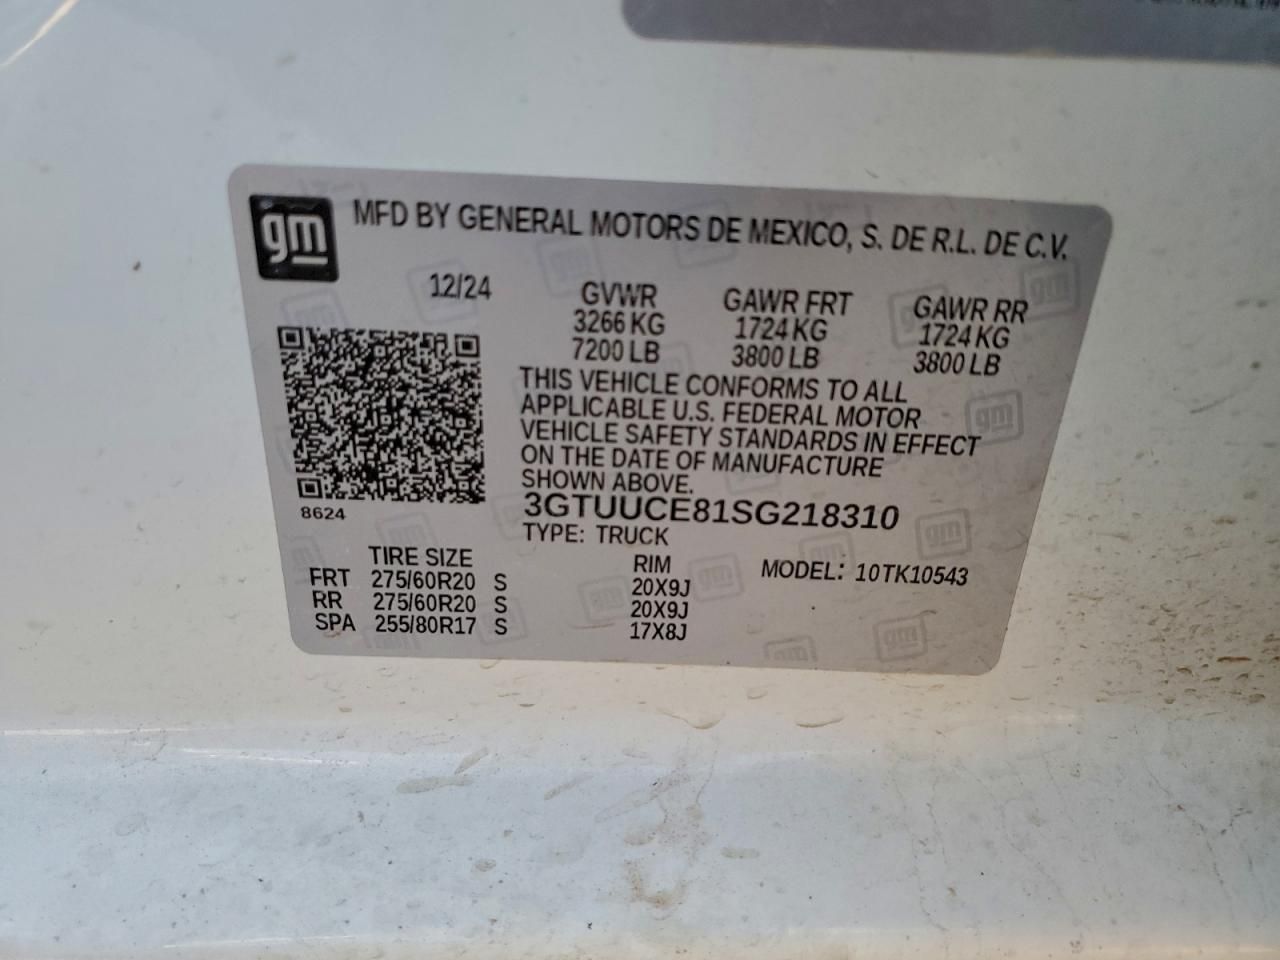 gm
MFD BY GENERAL MOTORS DE MEXICO, S. DE R.L. DE C.V.
12/24 GVWR GAWR FRT GAWR RR
3266 KG 1724 KG 1724 KG
7200 LB 3800 LB 3800 LB
THIS VEHICLE CONFORMS TO ALL
APPLICABLE U.S. FEDERAL MOTOR
VEHICLE SAFETY STANDARDS IN EFFECT
ON THE DATE OF MANUFACTURE
SHOWN ABOVE.
3GTUUCE81SG218310
8624
TYPE: TRUCK
TIRE SIZE RIM MODEL: 10TK10543
FRT 275/60R20 S 20X9J
RR 275/60R20 S 20X9J
SPA 255/80R17 S 17X8J